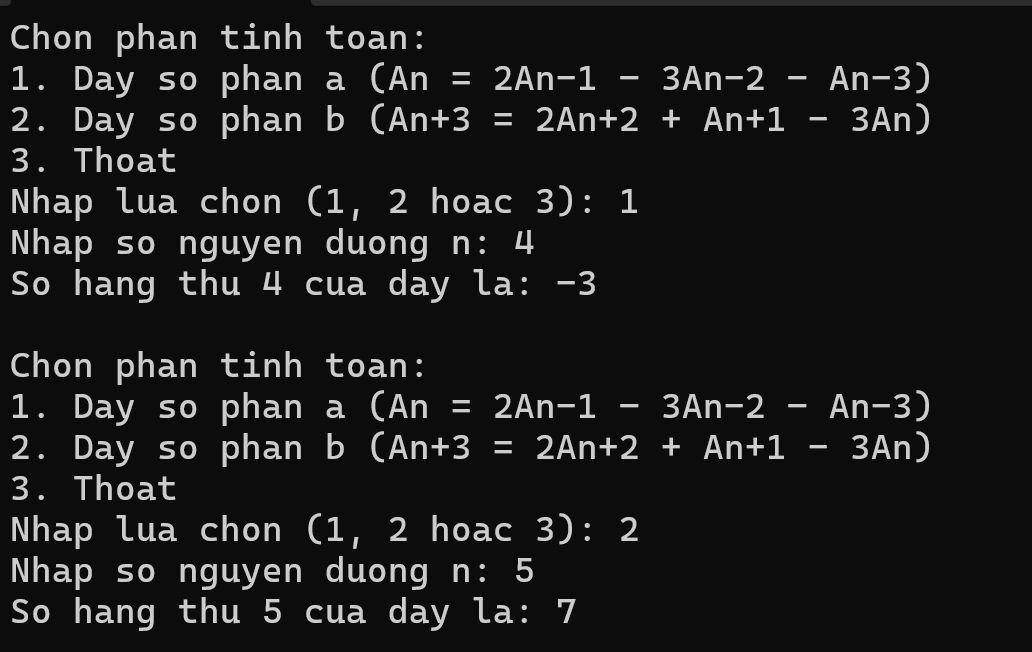 Chon phan tinh toan:
1. Day so phan a (An = 2An-1 - 3An-2 - An-3)
2. Day so phan b (An+3 = 2An+2 + An+1 - 3An)
3. Thoat
Nhap lua chon (1, 2 hoac 3): 1
Nhap so nguyen duong n: 4
So hang thu 4 cua day la: -3
Chon phan tinh toan:
1. Day so phan a (An = 2An-1 - 3An-2 - An-3)
2. Day so phan b (An+3 = 2An+2 + An+1 - 3An)
3. Thoat
Nhap lua chon (1, 2 hoac 3): 2
Nhap so nguyen duong n: 5
So hang thu 5 cua day la: 7